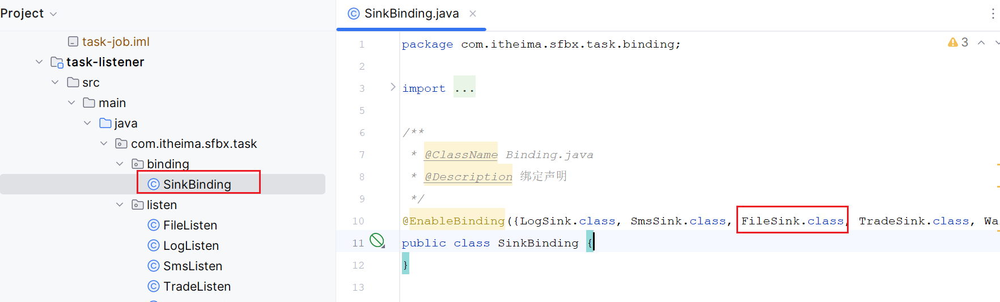 Project
task-job.iml
task-listener
src
main
java
com.itheima.sfbx.task
binding
SinkBinding
listen
FileListen
LogListen
SmsListen
TradeListen
SinkBinding.java
3
1 package com.itheima.sfbx.task.binding;
2
3 import ...
5
6 /**
7 * @ClassName Binding.java
8 * @Description 绑定声明
9 */
10 @EnableBinding({LogSink.class, SmsSink.class, FileSink.class, TradeSink.class, Wa
11 public class SinkBinding {
12 }
13